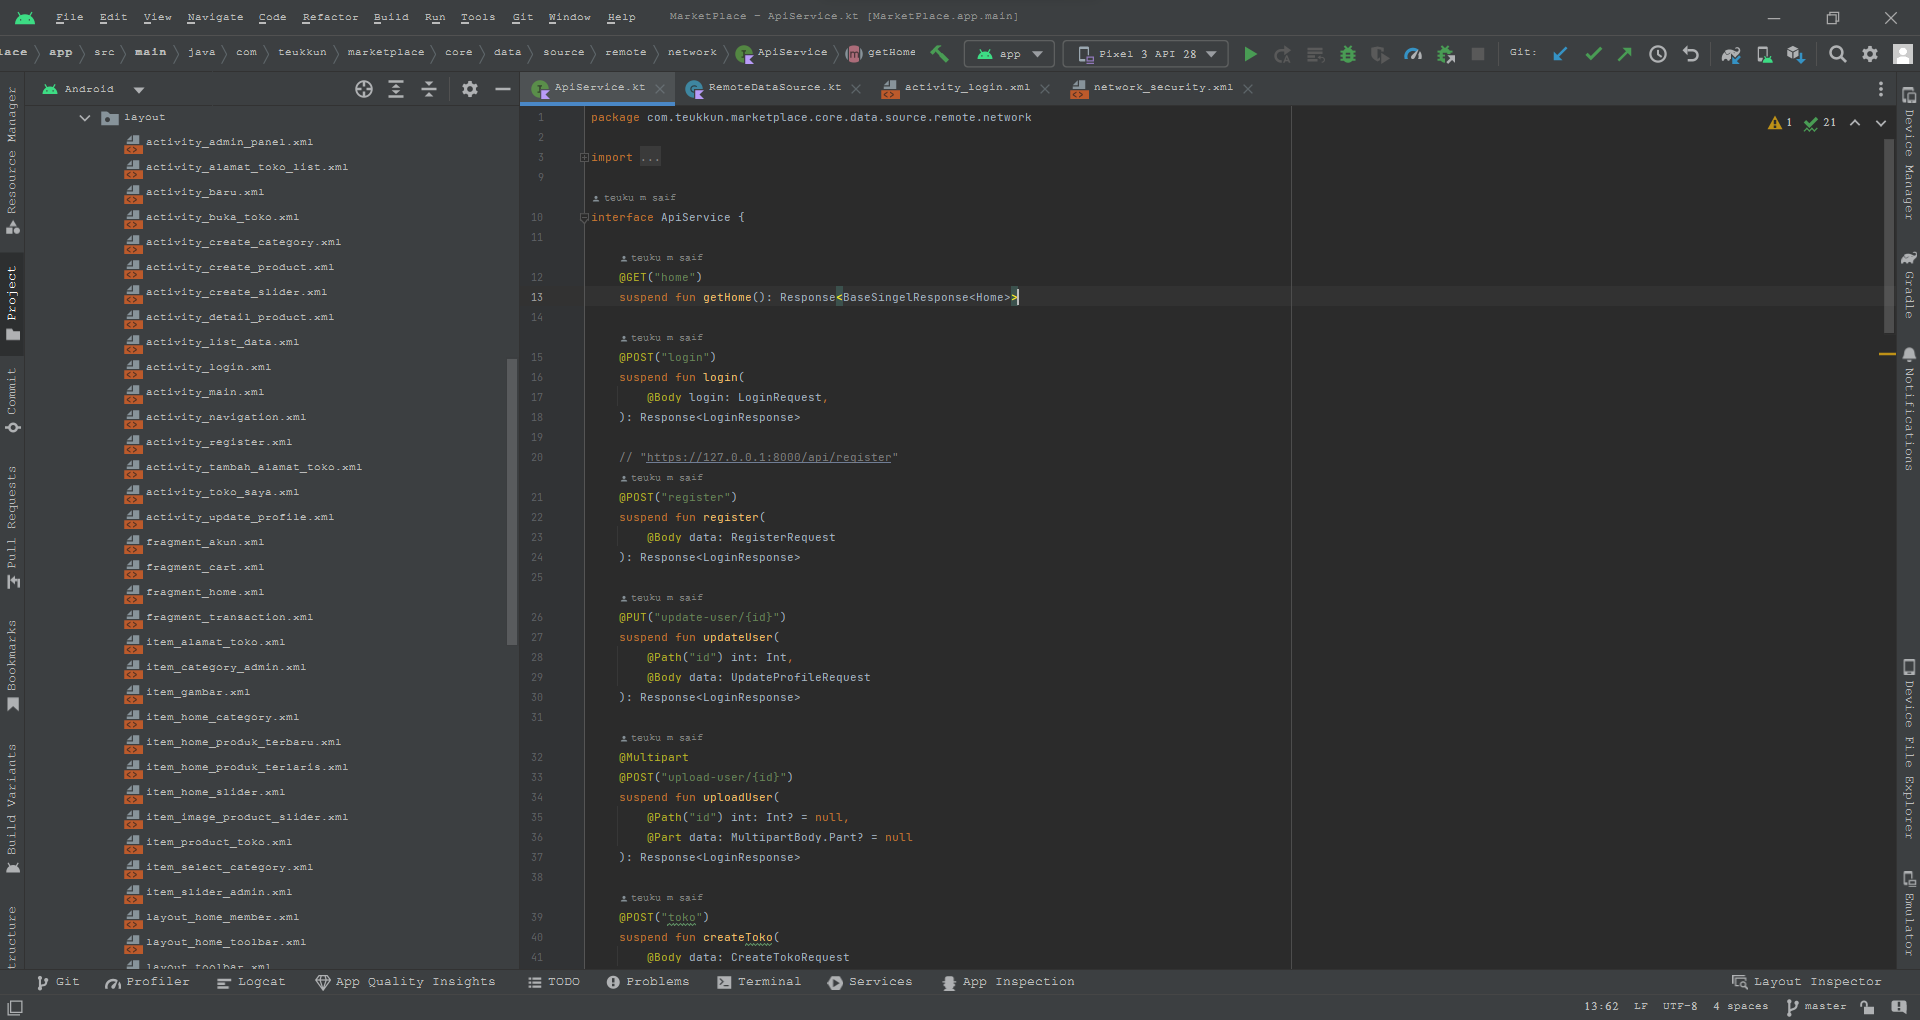 File Edit View Navigate Code Refactor Build Run Tools Git Window Help MarketPlace - ApiService.kt [MarketPlace.app.main]
lace app src main java com teukkun marketplace core data source remote network ApiService getHome app Pixel 3 API 28 Git:
Android
ApiService.kt RemoteDataSource.kt activity_login.xml network_security.xml
Resource Manager
Project
Commit
Pull Requests
Bookmarks
Build Variants
tructure
layout
activity_admin_panel.xml
activity_alamat_toko_list.xml
activity_baru.xml
activity_buka_toko.xml
activity_create_category.xml
activity_create_product.xml
activity_create_slider.xml
activity_detail_product.xml
activity_list_data.xml
activity_login.xml
activity_main.xml
activity_navigation.xml
activity_register.xml
activity_tambah_alamat_toko.xml
activity_toko_saya.xml
activity_update_profile.xml
fragment_akun.xml
fragment_cart.xml
fragment_home.xml
fragment_transaction.xml
item_alamat_toko.xml
item_category_admin.xml
item_gambar.xml
item_home_category.xml
item_home_produk_terbaru.xml
item_home_produk_terlaris.xml
item_home_slider.xml
item_image_product_slider.xml
item_product_toko.xml
item_select_category.xml
item_slider_admin.xml
layout_home_member.xml
layout_home_toolbar.xml
layout_toolbar.xml
1 package com.teukkun.marketplace.core.data.source.remote.network
1 21
2
3 import ...
9
teuku m saif
10 interface ApiService {
11
teuku m saif
12 @GET("home")
13 suspend fun getHome(): Response<BaseSingelResponse<Home>>
14
teuku m saif
15 @POST("login")
16 suspend fun login(
17 @Body login: LoginRequest,
18 ): Response<LoginResponse>
19
20 // "https://127.0.0.1:8000/api/register"
teuku m saif
21 @POST("register")
22 suspend fun register(
23 @Body data: RegisterRequest
24 ): Response<LoginResponse>
25
teuku m saif
26 @PUT("update-user/{id}")
27 suspend fun updateUser(
28 @Path("id") int: Int,
29 @Body data: UpdateProfileRequest
30 ): Response<LoginResponse>
31
teuku m saif
32 @Multipart
33 @POST("upload-user/{id}")
34 suspend fun uploadUser(
35 @Path("id") int: Int? = null,
36 @Part data: MultipartBody.Part? = null
37 ): Response<LoginResponse>
38
teuku m saif
39 @POST("toko")
40 suspend fun createToko(
41 @Body data: CreateTokoRequest
Device Manager
Gradle
Notifications
Device File Explorer
Emulator
Git Profiler Logcat App Quality Insights TODO Problems Terminal Services App Inspection Layout Inspector
13:62 LF UTF-8 4 spaces master